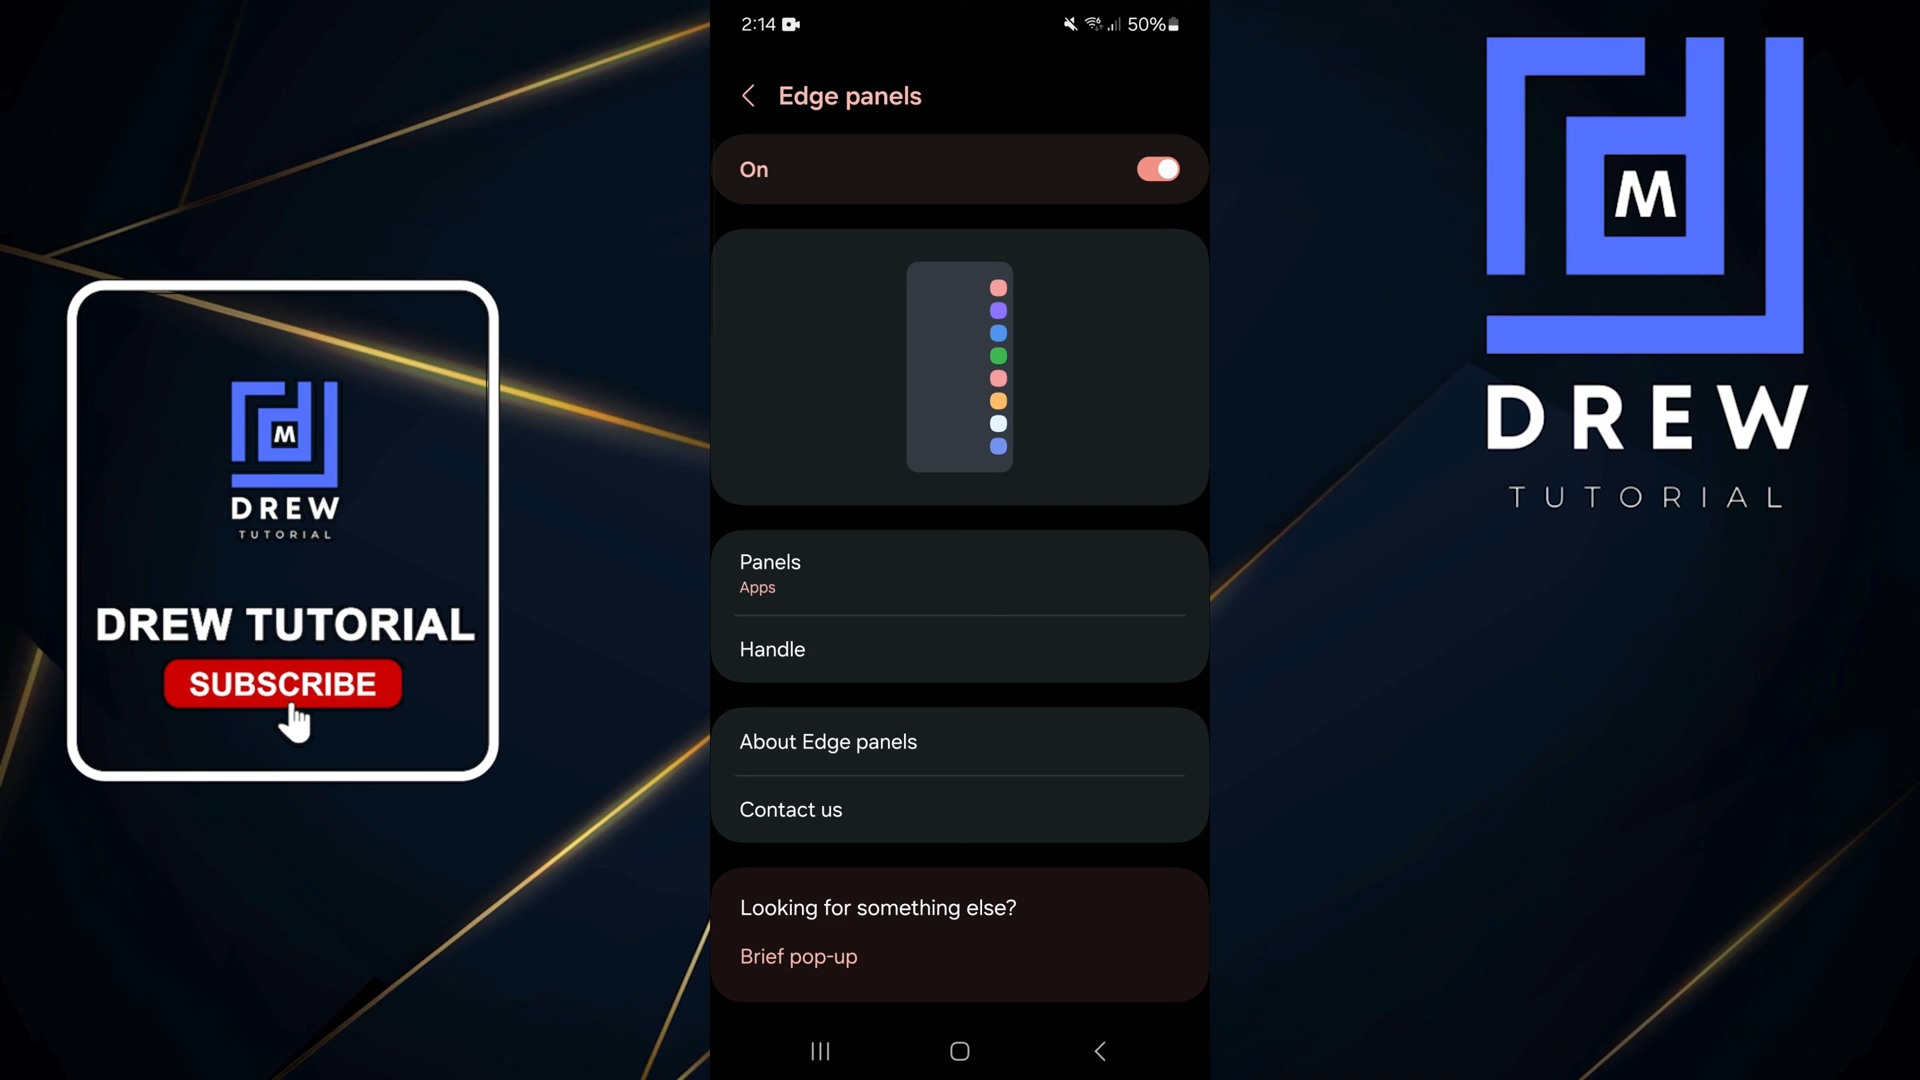 2:14
50%
Edge panels
On
Panels
Apps
Handle
About Edge panels
Contact us
Looking for something else?
Brief pop-up
M
DREW
TUTORIAL
DREW TUTORIAL
SUBSCRIBE
M
DREW
TUTORIAL